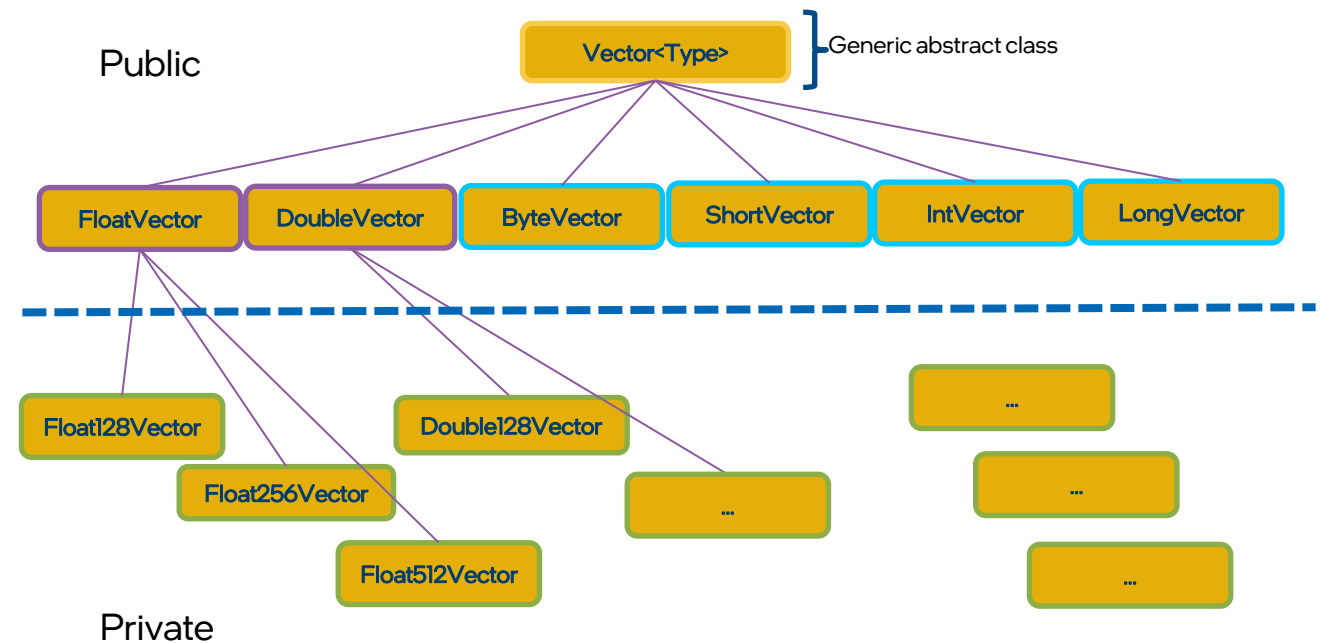 Public
Vector<Type>
Generic abstract class
FloatVector
DoubleVector
ByteVector
ShortVector
IntVector
LongVector
Float128Vector
Double128Vector
...
Float256Vector
...
...
Float512Vector
...
Private